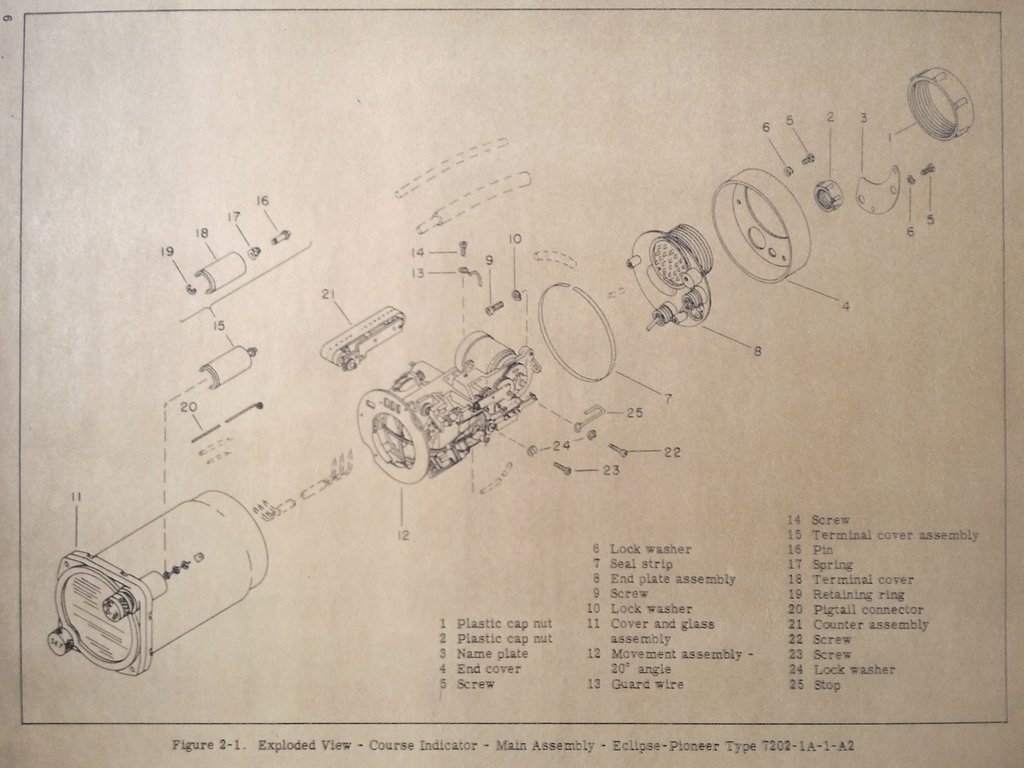 9
1
2
3
5
6
6
5
4
16
17
18
19
15
14
13
10
9
21
8
7
20
25
24
22
23
11
12
SET
1 Plastic cap nut
2 Plastic cap nut
3 Name plate
4 End cover
5 Screw
6 Lock washer
7 Seal strip
8 End plate assembly
9 Screw
10 Lock washer
11 Cover and glass
assembly
12 Movement assembly -
20° angle
13 Guard wire
14 Screw
15 Terminal cover assembly
16 Pin
17 Spring
18 Terminal cover
19 Retaining ring
20 Pigtail connector
21 Counter assembly
22 Screw
23 Screw
24 Lock washer
25 Stop
Figure 2-1. Exploded View - Course Indicator - Main Assembly - Eclipse-Pioneer Type 7202-1A-1-A2